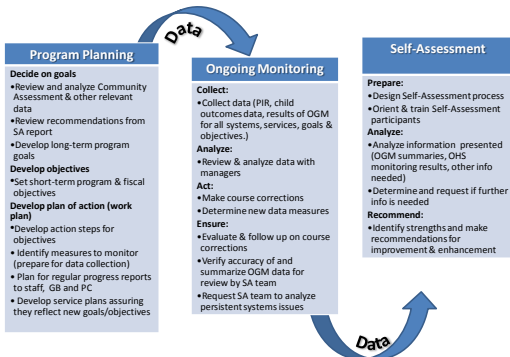 Data
Program Planning
Decide on goals
•Review and analyze Community
Assessment & other relevant
data
•Review recommendations from
SA report
•Develop long-term program
goals
Develop objectives
•Set short-term program & fiscal
objectives
Develop plan of action (work
plan)
•Develop action steps for
objectives
• Identify measures to monitor
(prepare for data collection)
• Plan for regular progress reports
to staff, GB and PC
• Develop service plans assuring
they reflect new goals/objectives
Ongoing Monitoring
Collect:
•Collect data (PIR, child
outcomes data, results of OGM
for all systems, services, goals &
objectives.)
Analyze:
•Review & analyze data with
managers
Act:
•Make course corrections
•Determine new data measures
Ensure:
•Evaluate & follow up on course
corrections
•Verify accuracy of and
summarize OGM data for
review by SA team
•Request SA team to analyze
persistent systems issues
Self-Assessment
Prepare:
•Design Self-Assessment process
•Orient & train Self-Assessment
participants
Analyze:
•Analyze information presented
(OGM summaries, OHS
monitoring results, other info
needed)
•Determine and request if further
info is needed
Recommend:
•Identify strengths and make
recommendations for
improvement & enhancement
Data